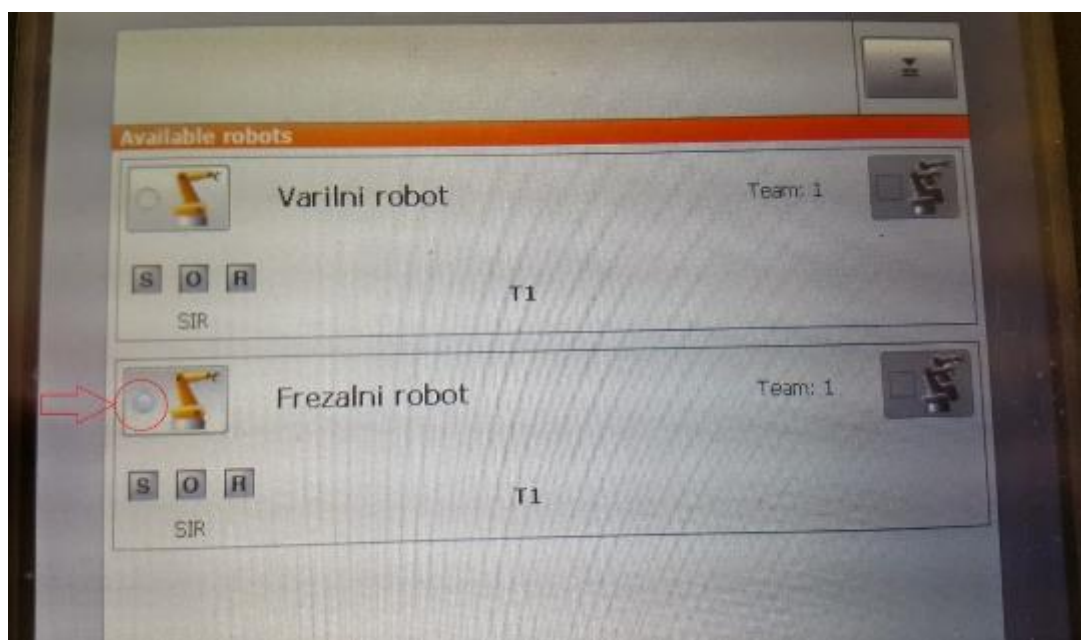 Available robots
Varilni robot Team: 1
S O R T1
SIR
Frezalni robot Team: 1
S O R T1
SIR